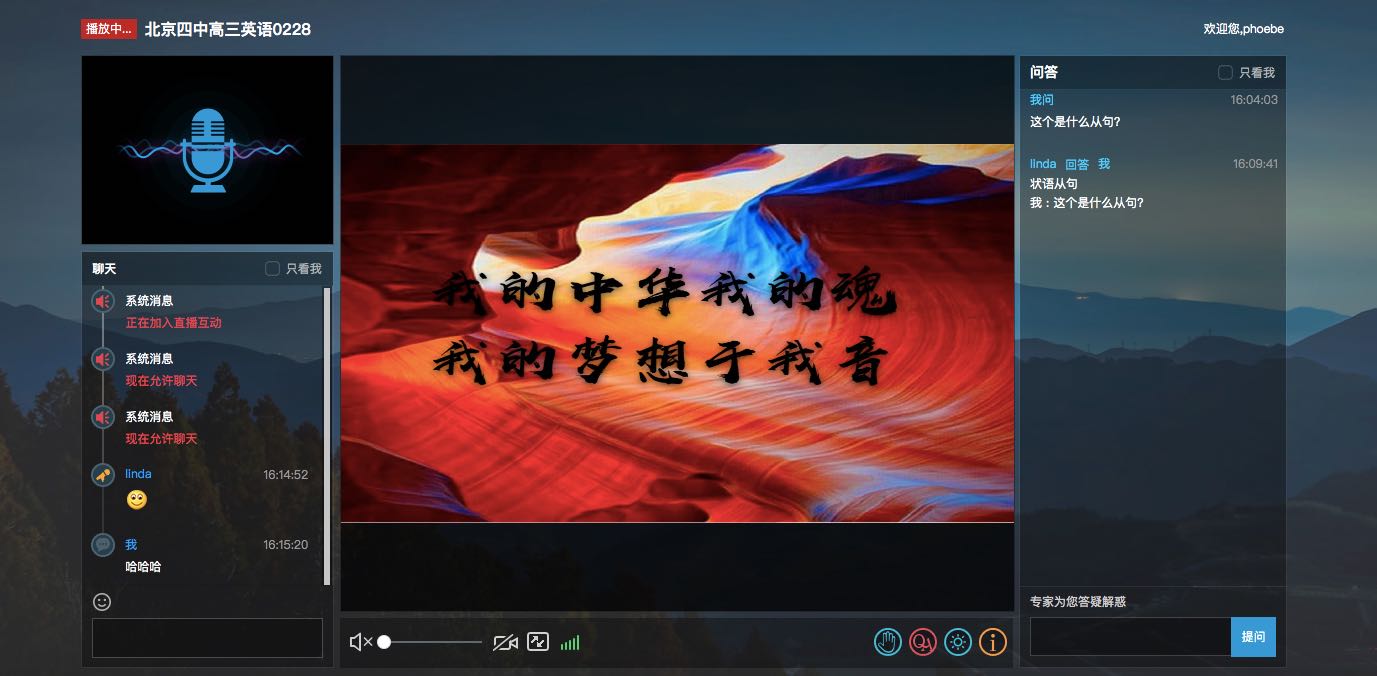 播放中...
北京四中高三英语0228
欢迎您,phoebe
聊天
只看我
系统消息
正在加入直播互动
系统消息
现在允许聊天
系统消息
现在允许聊天
linda 16:14:52
我 16:15:20
哈哈哈
我的中华我的魂
我的梦想于我音
问答
只看我
我问 16:04:03
这个是什么从句?
linda 回答 我 16:09:41
状语从句
我：这个是什么从句?
专家为您答疑解惑
提问
QA